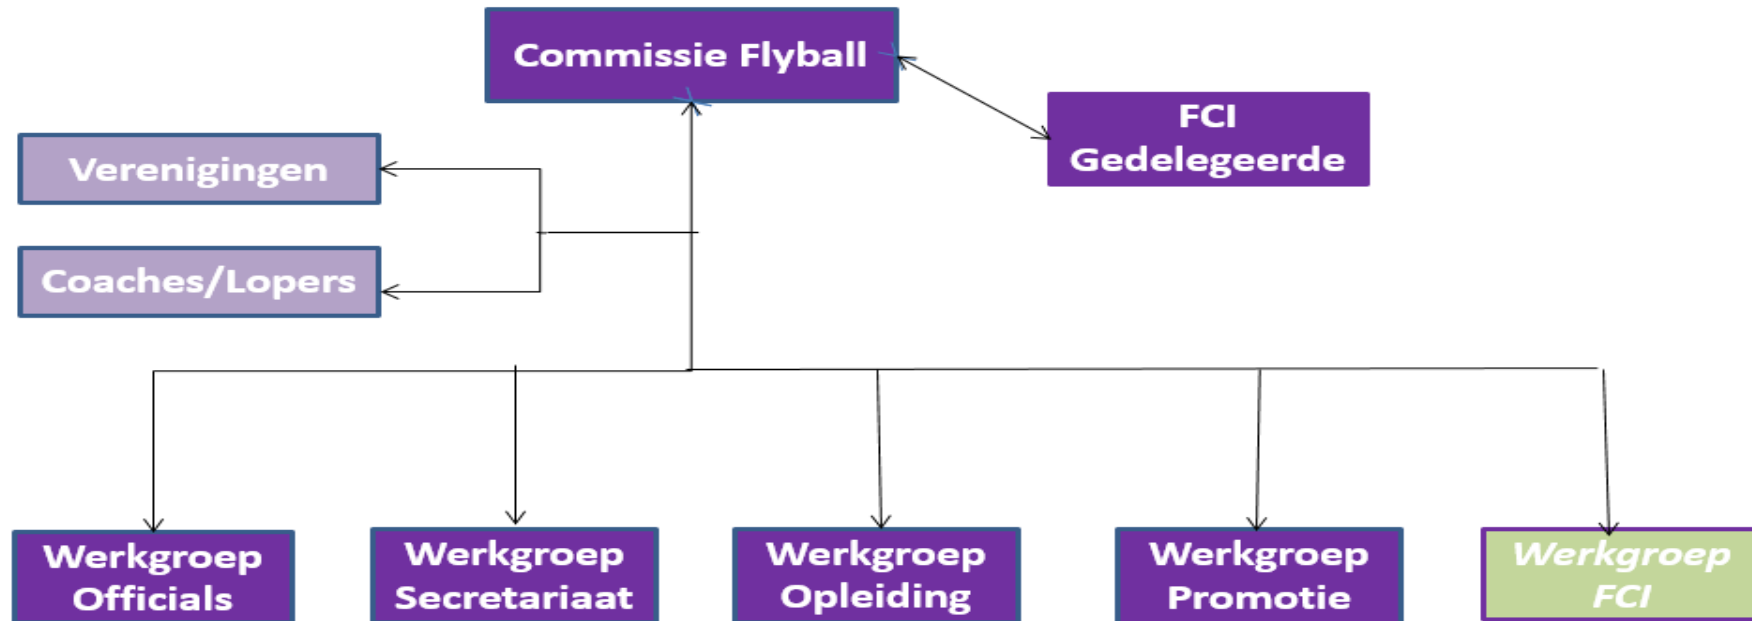 Commissie Flyball
FCI
Gedelegeerde
Verenigingen
Coaches/Lopers
Werkgroep
Officials
Werkgroep
Secretariaat
Werkgroep
Opleiding
Werkgroep
Promotie
Werkgroep
FCI